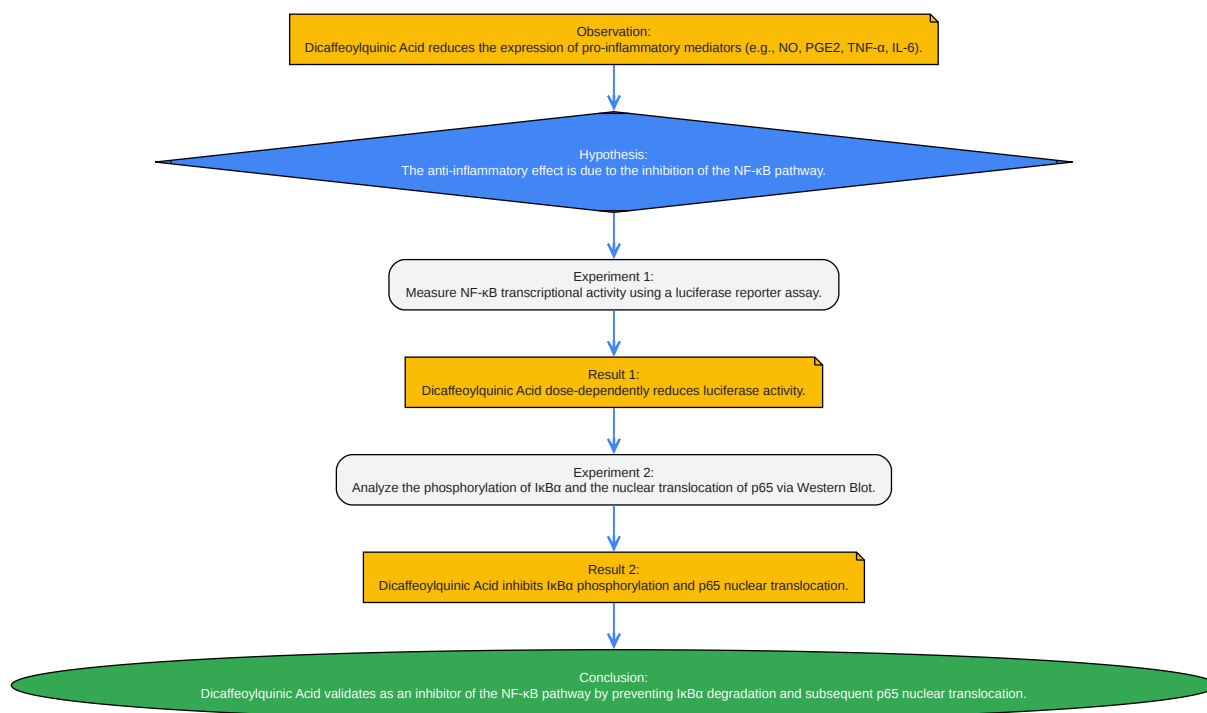 Observation:
Dicaffeoylquinic Acid reduces the expression of pro-inflammatory mediators (e.g., NO, PGE2, TNF-α, IL-6).
Hypothesis:
The anti-inflammatory effect is due to the inhibition of the NF-κB pathway.
Experiment 1:
Measure NF-κB transcriptional activity using a luciferase reporter assay.
Result 1:
Dicaffeoylquinic Acid dose-dependently reduces luciferase activity.
Experiment 2:
Analyze the phosphorylation of IκBα and the nuclear translocation of p65 via Western Blot.
Result 2:
Dicaffeoylquinic Acid inhibits IκBα phosphorylation and p65 nuclear translocation.
Conclusion:
Dicaffeoylquinic Acid validates as an inhibitor of the NF-κB pathway by preventing IκBα degradation and subsequent p65 nuclear translocation.